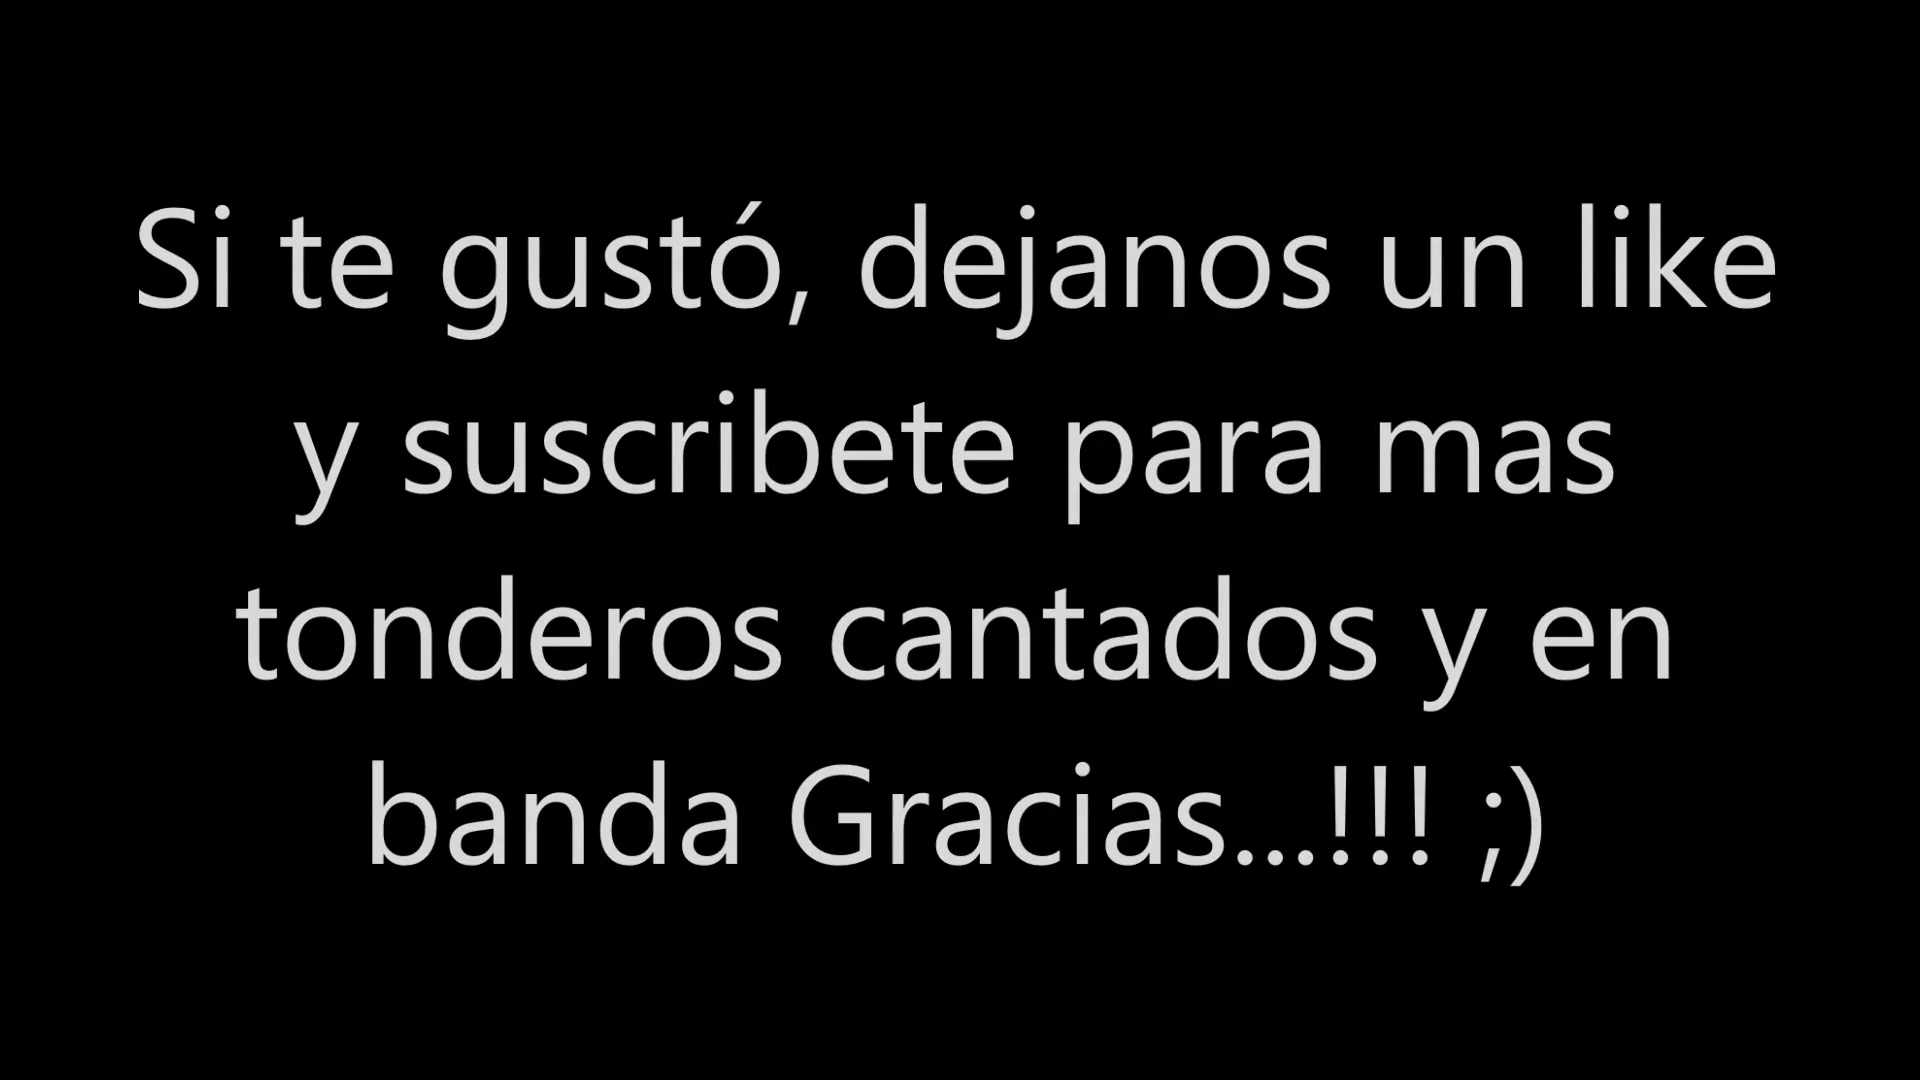 Si te gustó, dejanos un like
y suscribete para mas
tonderos cantados y en
banda Gracias...!!! ;)